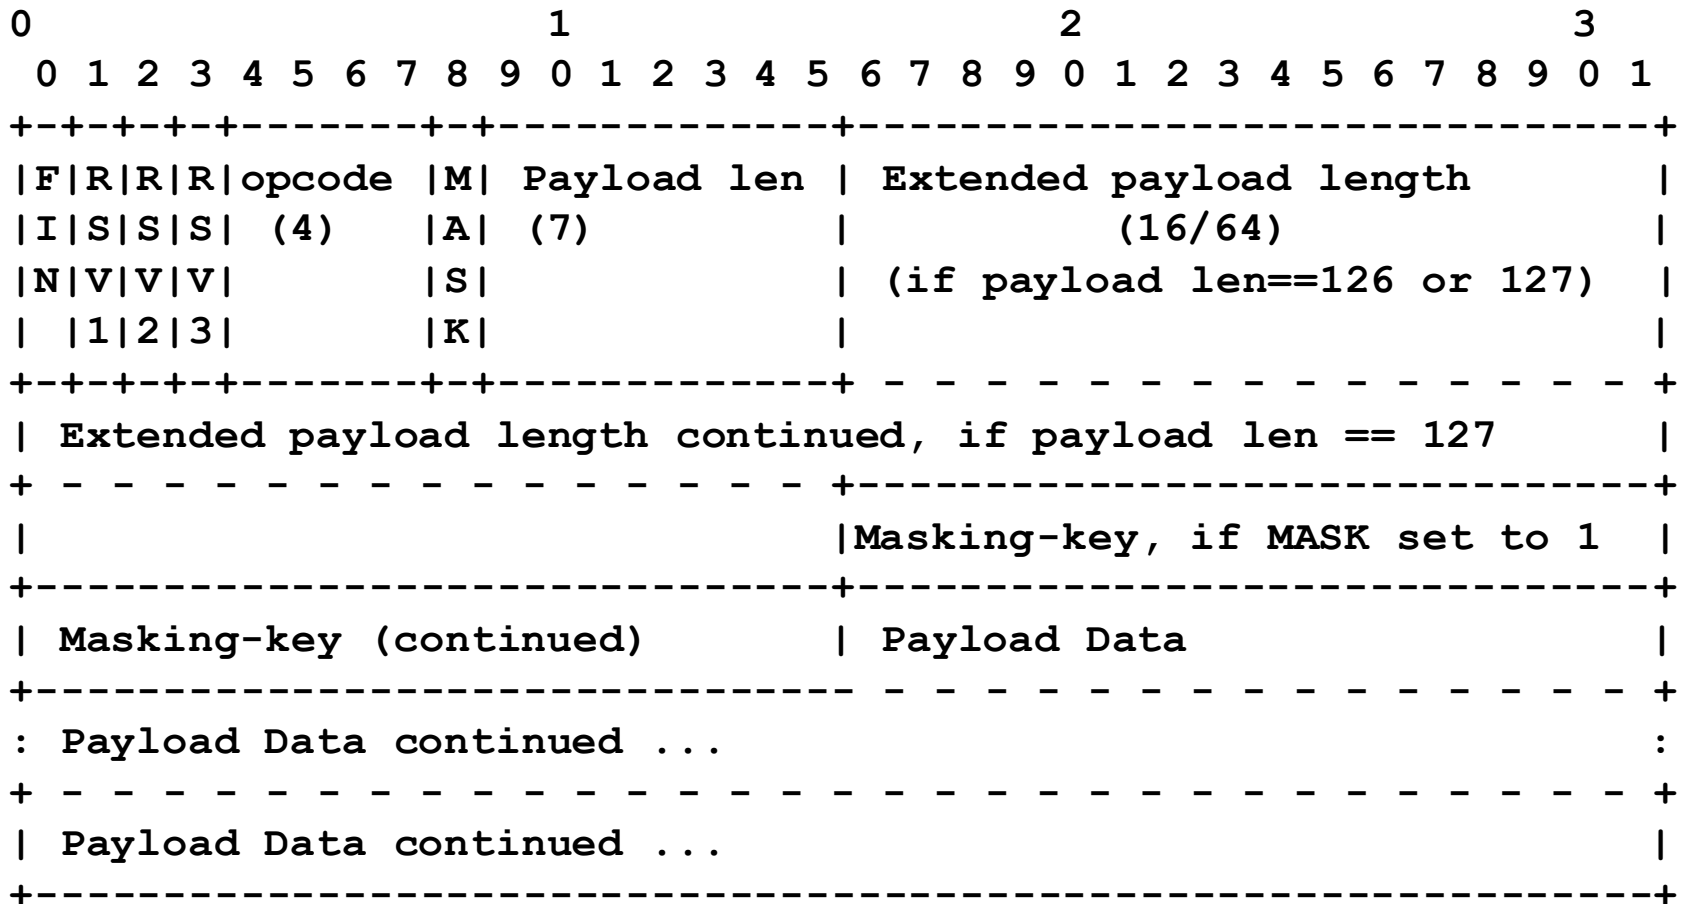 0                   1                   2                   3
 0 1 2 3 4 5 6 7 8 9 0 1 2 3 4 5 6 7 8 9 0 1 2 3 4 5 6 7 8 9 0 1
+-+-+-+-+-------+-+-------------+-------------------------------+
|F|R|R|R|opcode |M| Payload len | Extended payload length       |
|I|S|S|S| (4)   |A| (7)         |          (16/64)              |
|N|V|V|V|       |S|             | (if payload len==126 or 127)  |
| |1|2|3|       |K|             |                               |
+-+-+-+-+-------+-+-------------+ - - - - - - - - - - - - - - - +
| Extended payload length continued, if payload len == 127      |
+ - - - - - - - - - - - - - - - +-------------------------------+
|                               |Masking-key, if MASK set to 1  |
+-------------------------------+-------------------------------+
| Masking-key (continued)       | Payload Data                  |
+-------------------------------- - - - - - - - - - - - - - - - +
: Payload Data continued ...                                    :
+ - - - - - - - - - - - - - - - - - - - - - - - - - - - - - - - +
| Payload Data continued ...                                    |
+---------------------------------------------------------------+